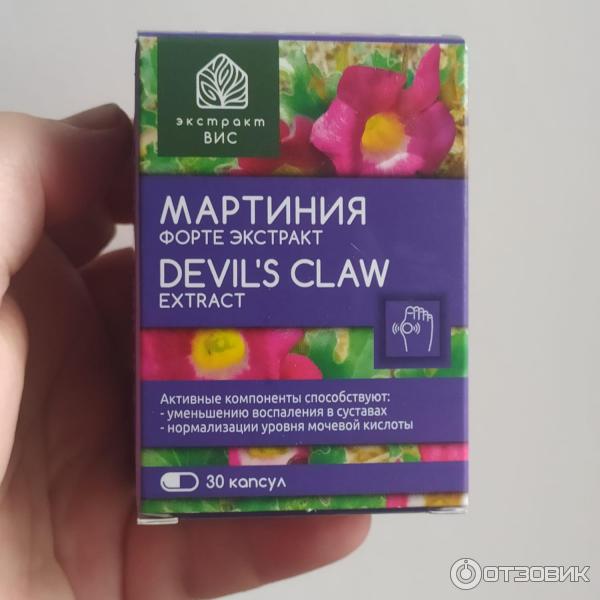 экстракт
ВИС
МАРТИНИЯ
ФОРТЕ ЭКСТРАКТ
DEVIL'S CLAW
EXTRACT
Активные компоненты способствуют:
- уменьшению воспаления в суставах
- нормализации уровня мочевой кислоты
30 капсул
ОТЗОВИК